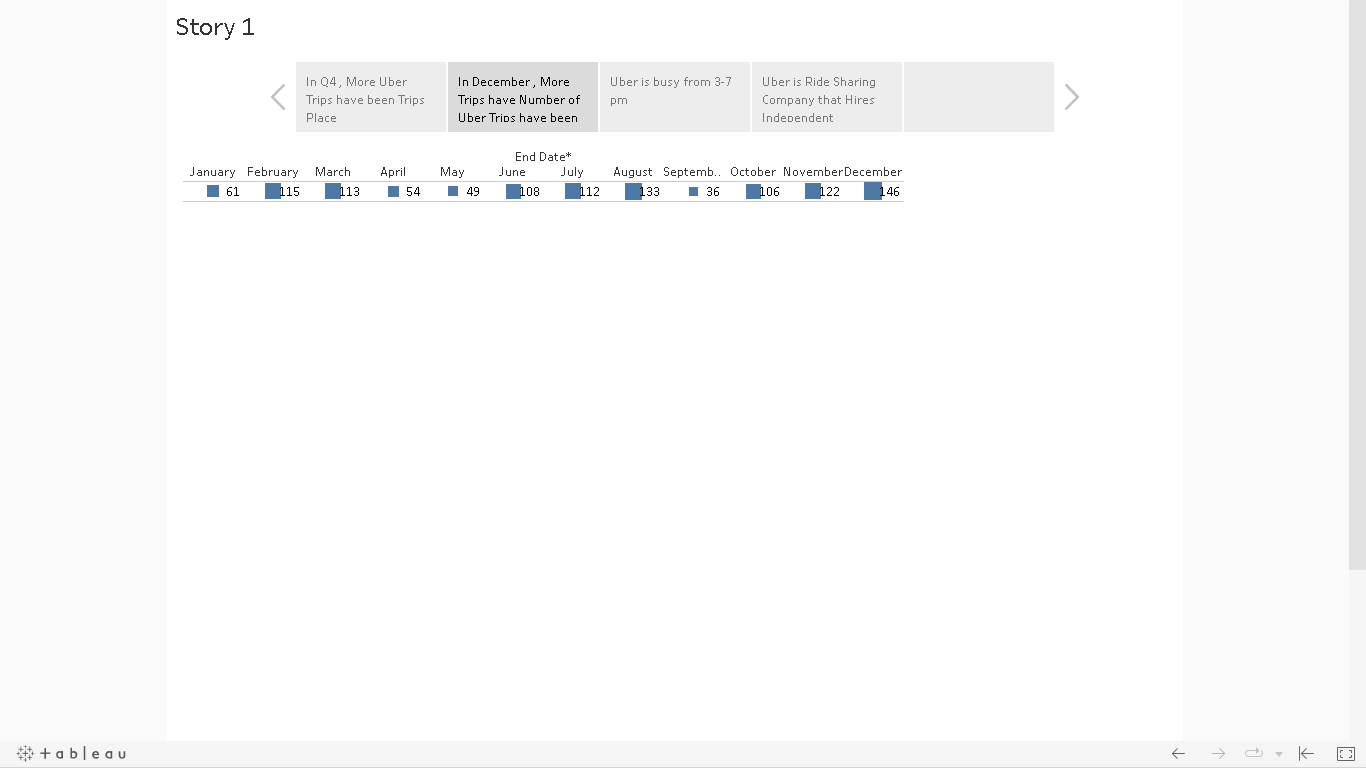 Story 1
In Q4 , More Uber
Trips have been Trips
Place
In December , More
Trips have Number of
Uber Trips have been
Uber is busy from 3-7
pm
Uber is Ride Sharing
Company that Hires
Independent
End Date*
January February March April May June July August Septemb.. October November December
61 115 113 54 49 108 112 133 36 106 122 146
+ a b | e a u